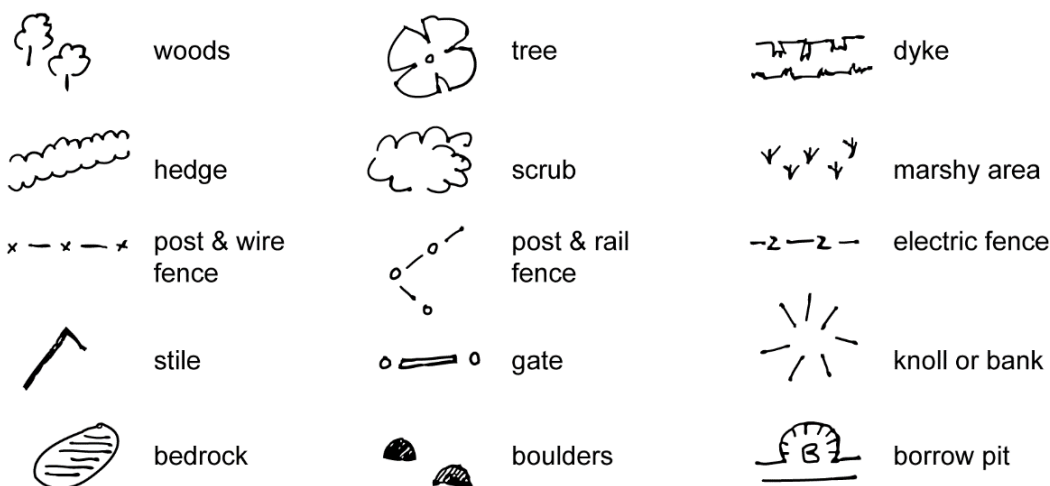 woods
tree
dyke
hedge
scrub
marshy area
post & wire
fence
post & rail
fence
electric fence
stile
gate
knoll or bank
bedrock
boulders
B
borrow pit